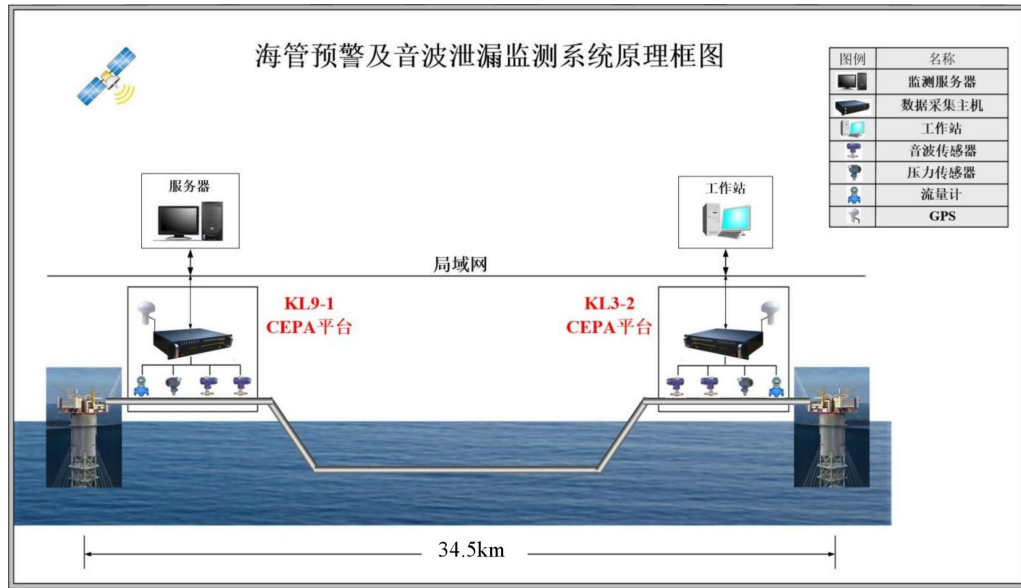 海管预警及音波泄漏监测系统原理框图
图例 名称
监测服务器
数据采集主机
工作站
音波传感器
压力传感器
流量计
GPS
服务器
工作站
局域网
KL9-1
CEPA平台
KL3-2
CEPA平台
34.5km